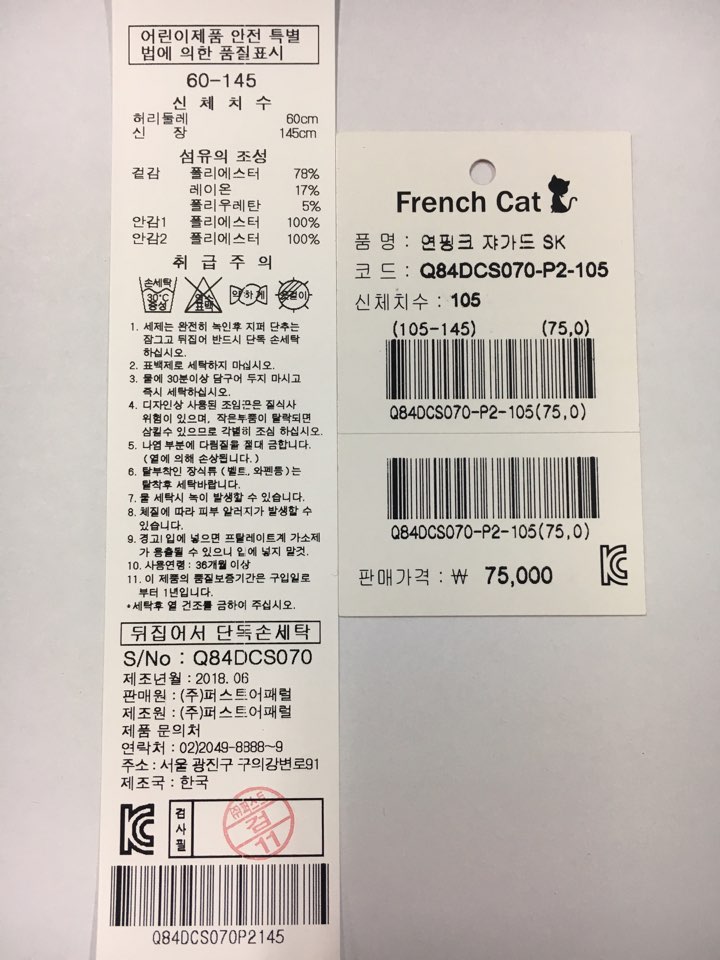 어린이제품 안전 특별
법에 의한 품질표시
60-145
신 체 치 수
허리둘레 60cm
신 장 145cm
섬유의 조성
겉감 폴리에스터 78%
레이온 17%
폴리우레탄 5%
안감1 폴리에스터 100%
안감2 폴리에스터 100%
취 급 주 의
손세탁
30°C
중성
염소
표백
약하게
옷걸이
1. 세제는 완전히 녹인후 지퍼 단추는
잠그고 뒤집어 반드시 단독 손세탁
하십시오.
2. 표백제로 세탁하지 마십시오.
3. 물에 30분이상 담구어 두지 마시고
즉시 세탁하십시오.
4. 디자인상 사용된 조임끈은 질식사
위험이 있으며, 작은부품이 탈락되면
삼킬수 있으므로 각별히 조심 하십시오.
5. 나염 부분에 다림질을 절대 금합니다.
(열에 의해 손상됩니다.)
6. 탈부착인 장식류(벨트, 와펜등)는
탈착후 세탁바랍니다.
7. 물 세탁시 녹이 발생할 수 있습니다.
8. 체질에 따라 피부 알러지가 발생할 수
있습니다.
9. 경고! 입에 넣으면 프탈레이트계 가소제
가 용출될 수 있으니 입에 넣지 말것.
10. 사용연령 : 36개월 이상
11. 이 제품의 품질보증기간은 구입일로
부터 1년입니다.
*세탁후 열 건조를 금하여 주십시오.
뒤집어서 단독손세탁
S/No : Q84DCS070
제조년월 : 2018. 06
판매원 : (주)퍼스트어패럴
제조원 : (주)퍼스트어패럴
제품 문의처
연락처 : 02)2049-8888~9
주소 : 서울 광진구 구의강변로91
제조국 : 한국
검사필
(주)퍼스트
검
11
Q84DCS070P2145
French Cat
품 명 : 연핑크 쟈가드 SK
코 드 : Q84DCS070-P2-105
신체치수 : 105
(105-145) (75,0)
Q84DCS070-P2-105(75,0)
Q84DCS070-P2-105(75,0)
판매가격 : ₩ 75,000